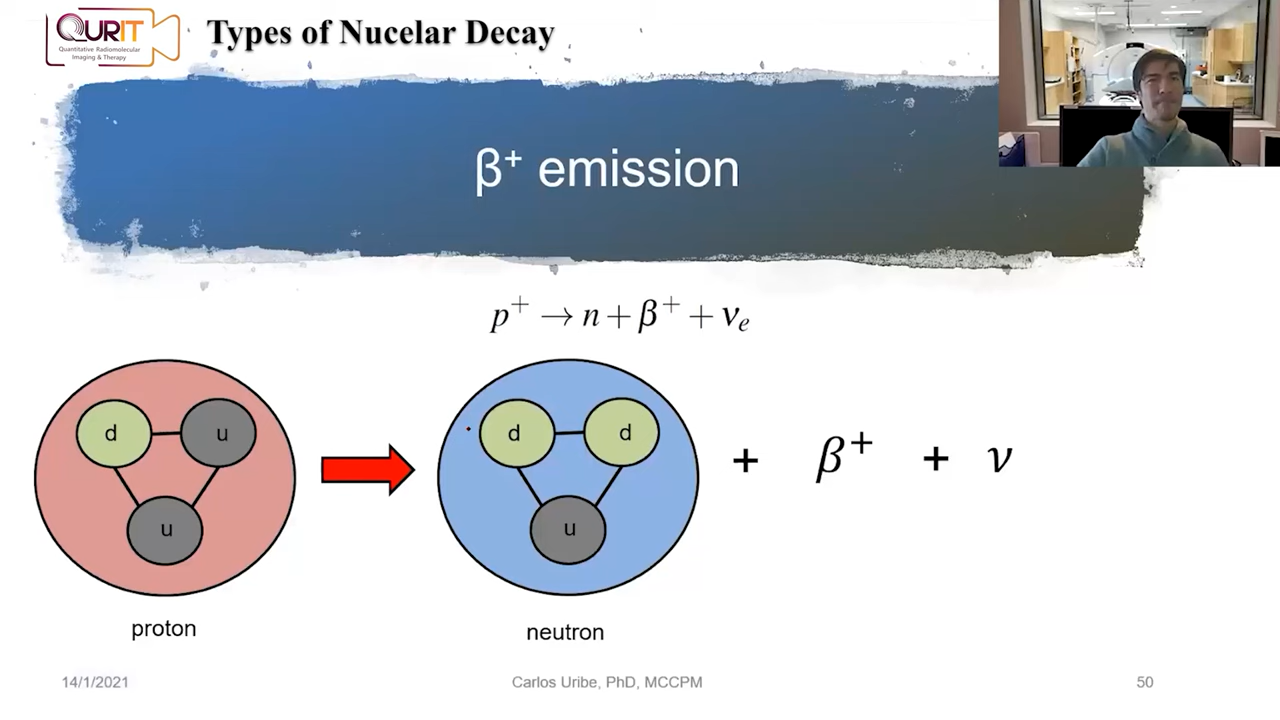 QURIT
Quantitative Radiomolecular
Imaging & Therapy
Types of Nucelar Decay
β⁺ emission
p⁺ → n + β⁺ + νₑ
d u
u
d d
u
+ β⁺ + ν
proton
neutron
14/1/2021
Carlos Uribe, PhD, MCCPM
50